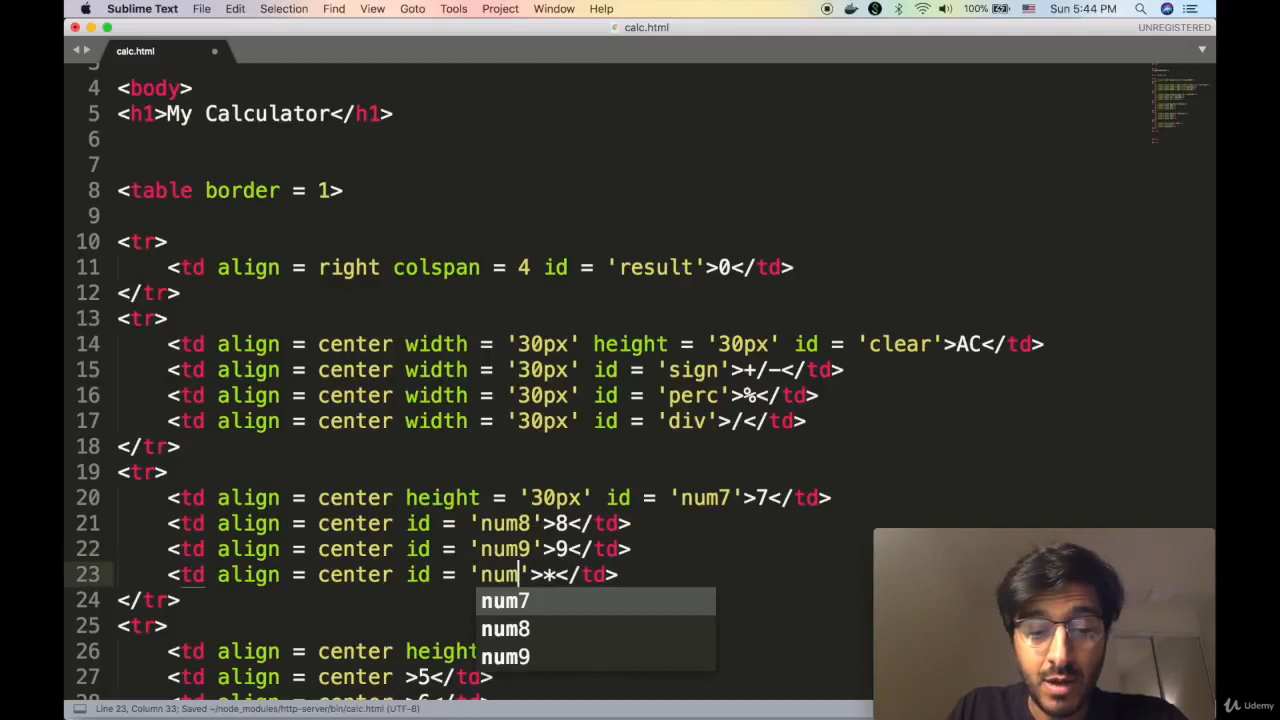 Sublime Text File Edit Selection Find View Goto Tools Project Window Help 100% Sun 5:44 PM
calc.html UNREGISTERED
calc.html
3
4 <body>
5 <h1>My Calculator</h1>
6
7
8 <table border = 1>
9
10 <tr>
11 <td align = right colspan = 4 id = 'result'>0</td>
12 </tr>
13 <tr>
14 <td align = center width = '30px' height = '30px' id = 'clear'>AC</td>
15 <td align = center width = '30px' id = 'sign'>+/-</td>
16 <td align = center width = '30px' id = 'perc'>%</td>
17 <td align = center width = '30px' id = 'div'>/</td>
18 </tr>
19 <tr>
20 <td align = center height = '30px' id = 'num7'>7</td>
21 <td align = center id = 'num8'>8</td>
22 <td align = center id = 'num9'>9</td>
23 <td align = center id = 'num'>*</td>
num7
24 </tr>
num8
25 <tr>
num9
26 <td align = center height
27 <td align = center >5</td>
28 <td align = center >6</td>
Line 23, Column 33; Saved ~/node_modules/http-server/bin/calc.html (UTF-8)
Udemy